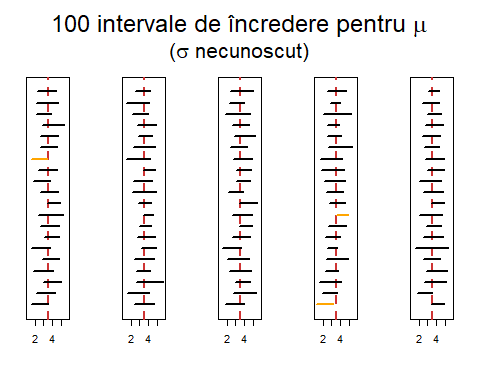 100 intervale de încredere pentru μ
(σ necunoscut)
2 4 2 4 2 4 2 4 2 4